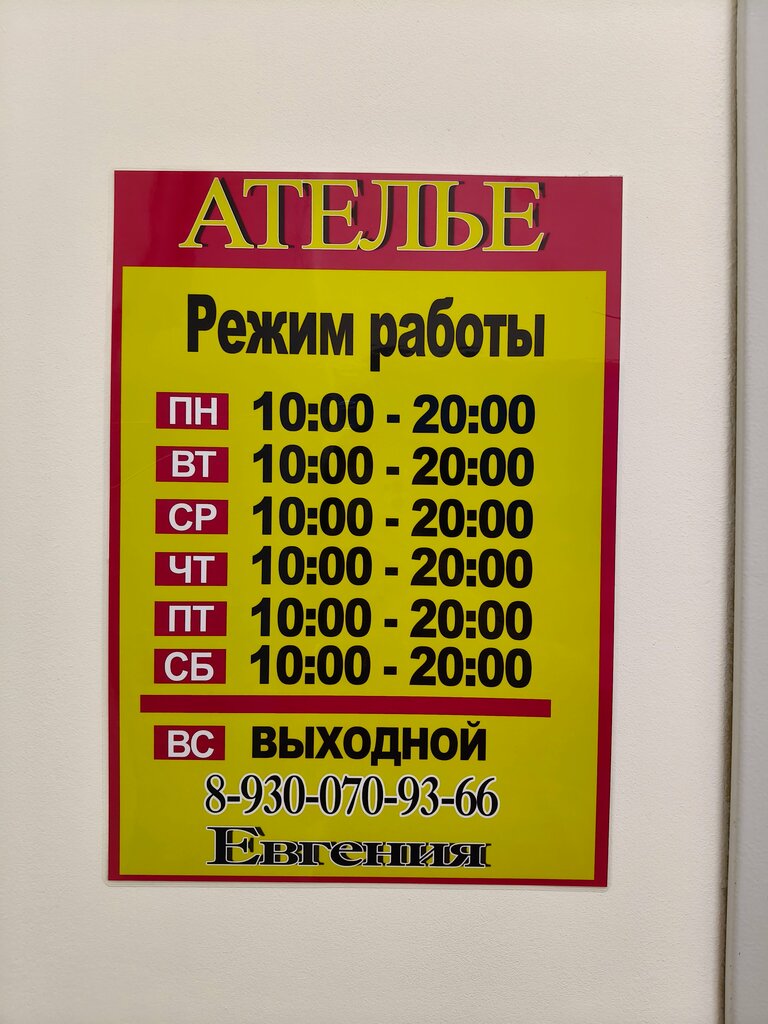 АТЕЛЬЕ
Режим работы
ПН 10:00 - 20:00
ВТ 10:00 - 20:00
СР 10:00 - 20:00
ЧТ 10:00 - 20:00
ПТ 10:00 - 20:00
СБ 10:00 - 20:00
ВС ВЫХОДНОЙ
8-930-070-93-66
Евгения